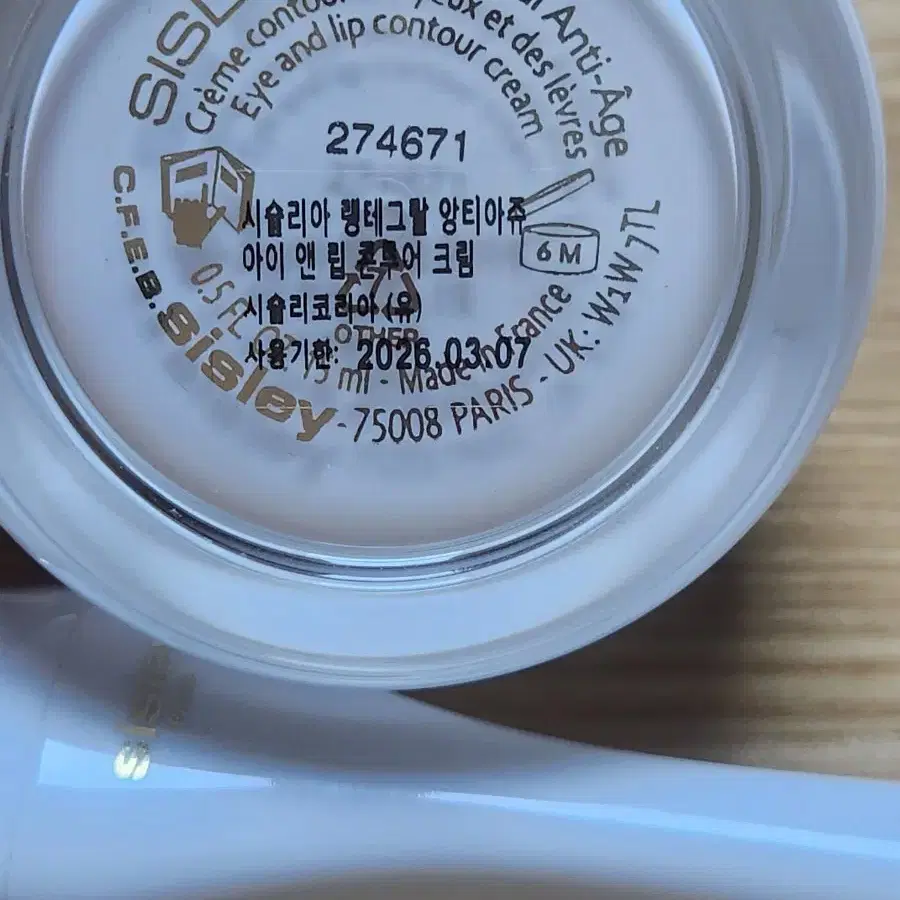 SISL
Anti-Âge
Crème contour yeux et des lèvres
Eye and lip contour cream
274671
시슬리아 렝테그랄 앙티아쥬
아이 앤 립 콘투어 크림
시슬리코리아 (유)
사용기한: 2026.03.07
6M
OTHER
0.5 FL. 15 ml - Made in France
C.F.E.B. sisley - 75008 PARIS - UK: W1W 7TL
sis